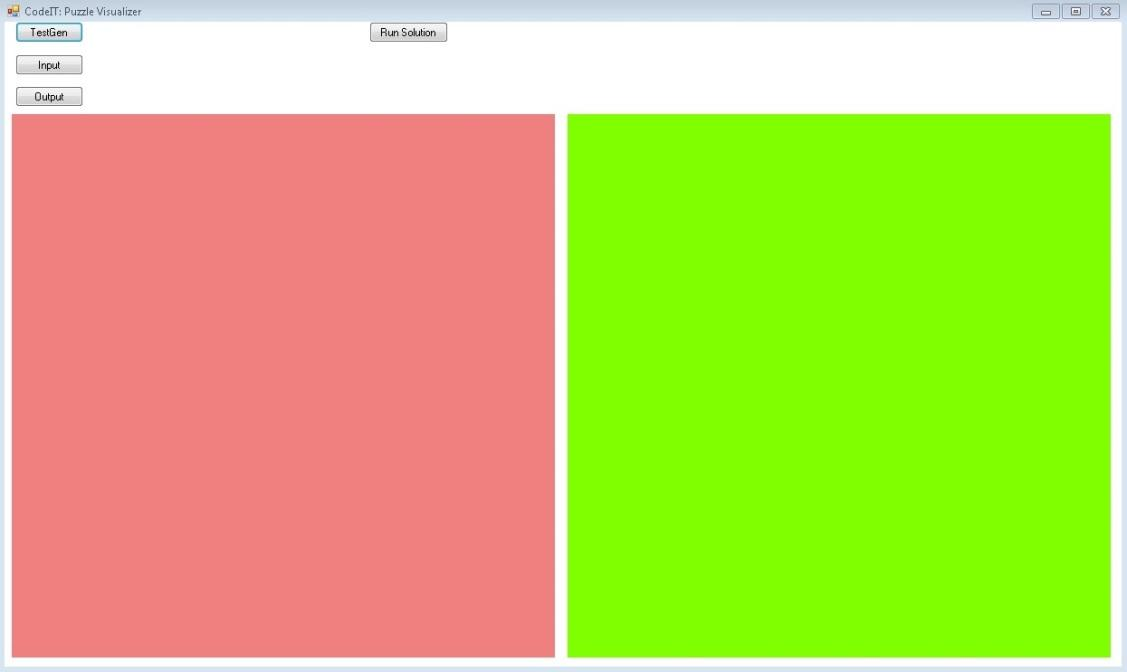 CodeIT: Puzzle Visualizer
TestGen
Run Solution
Input
Output